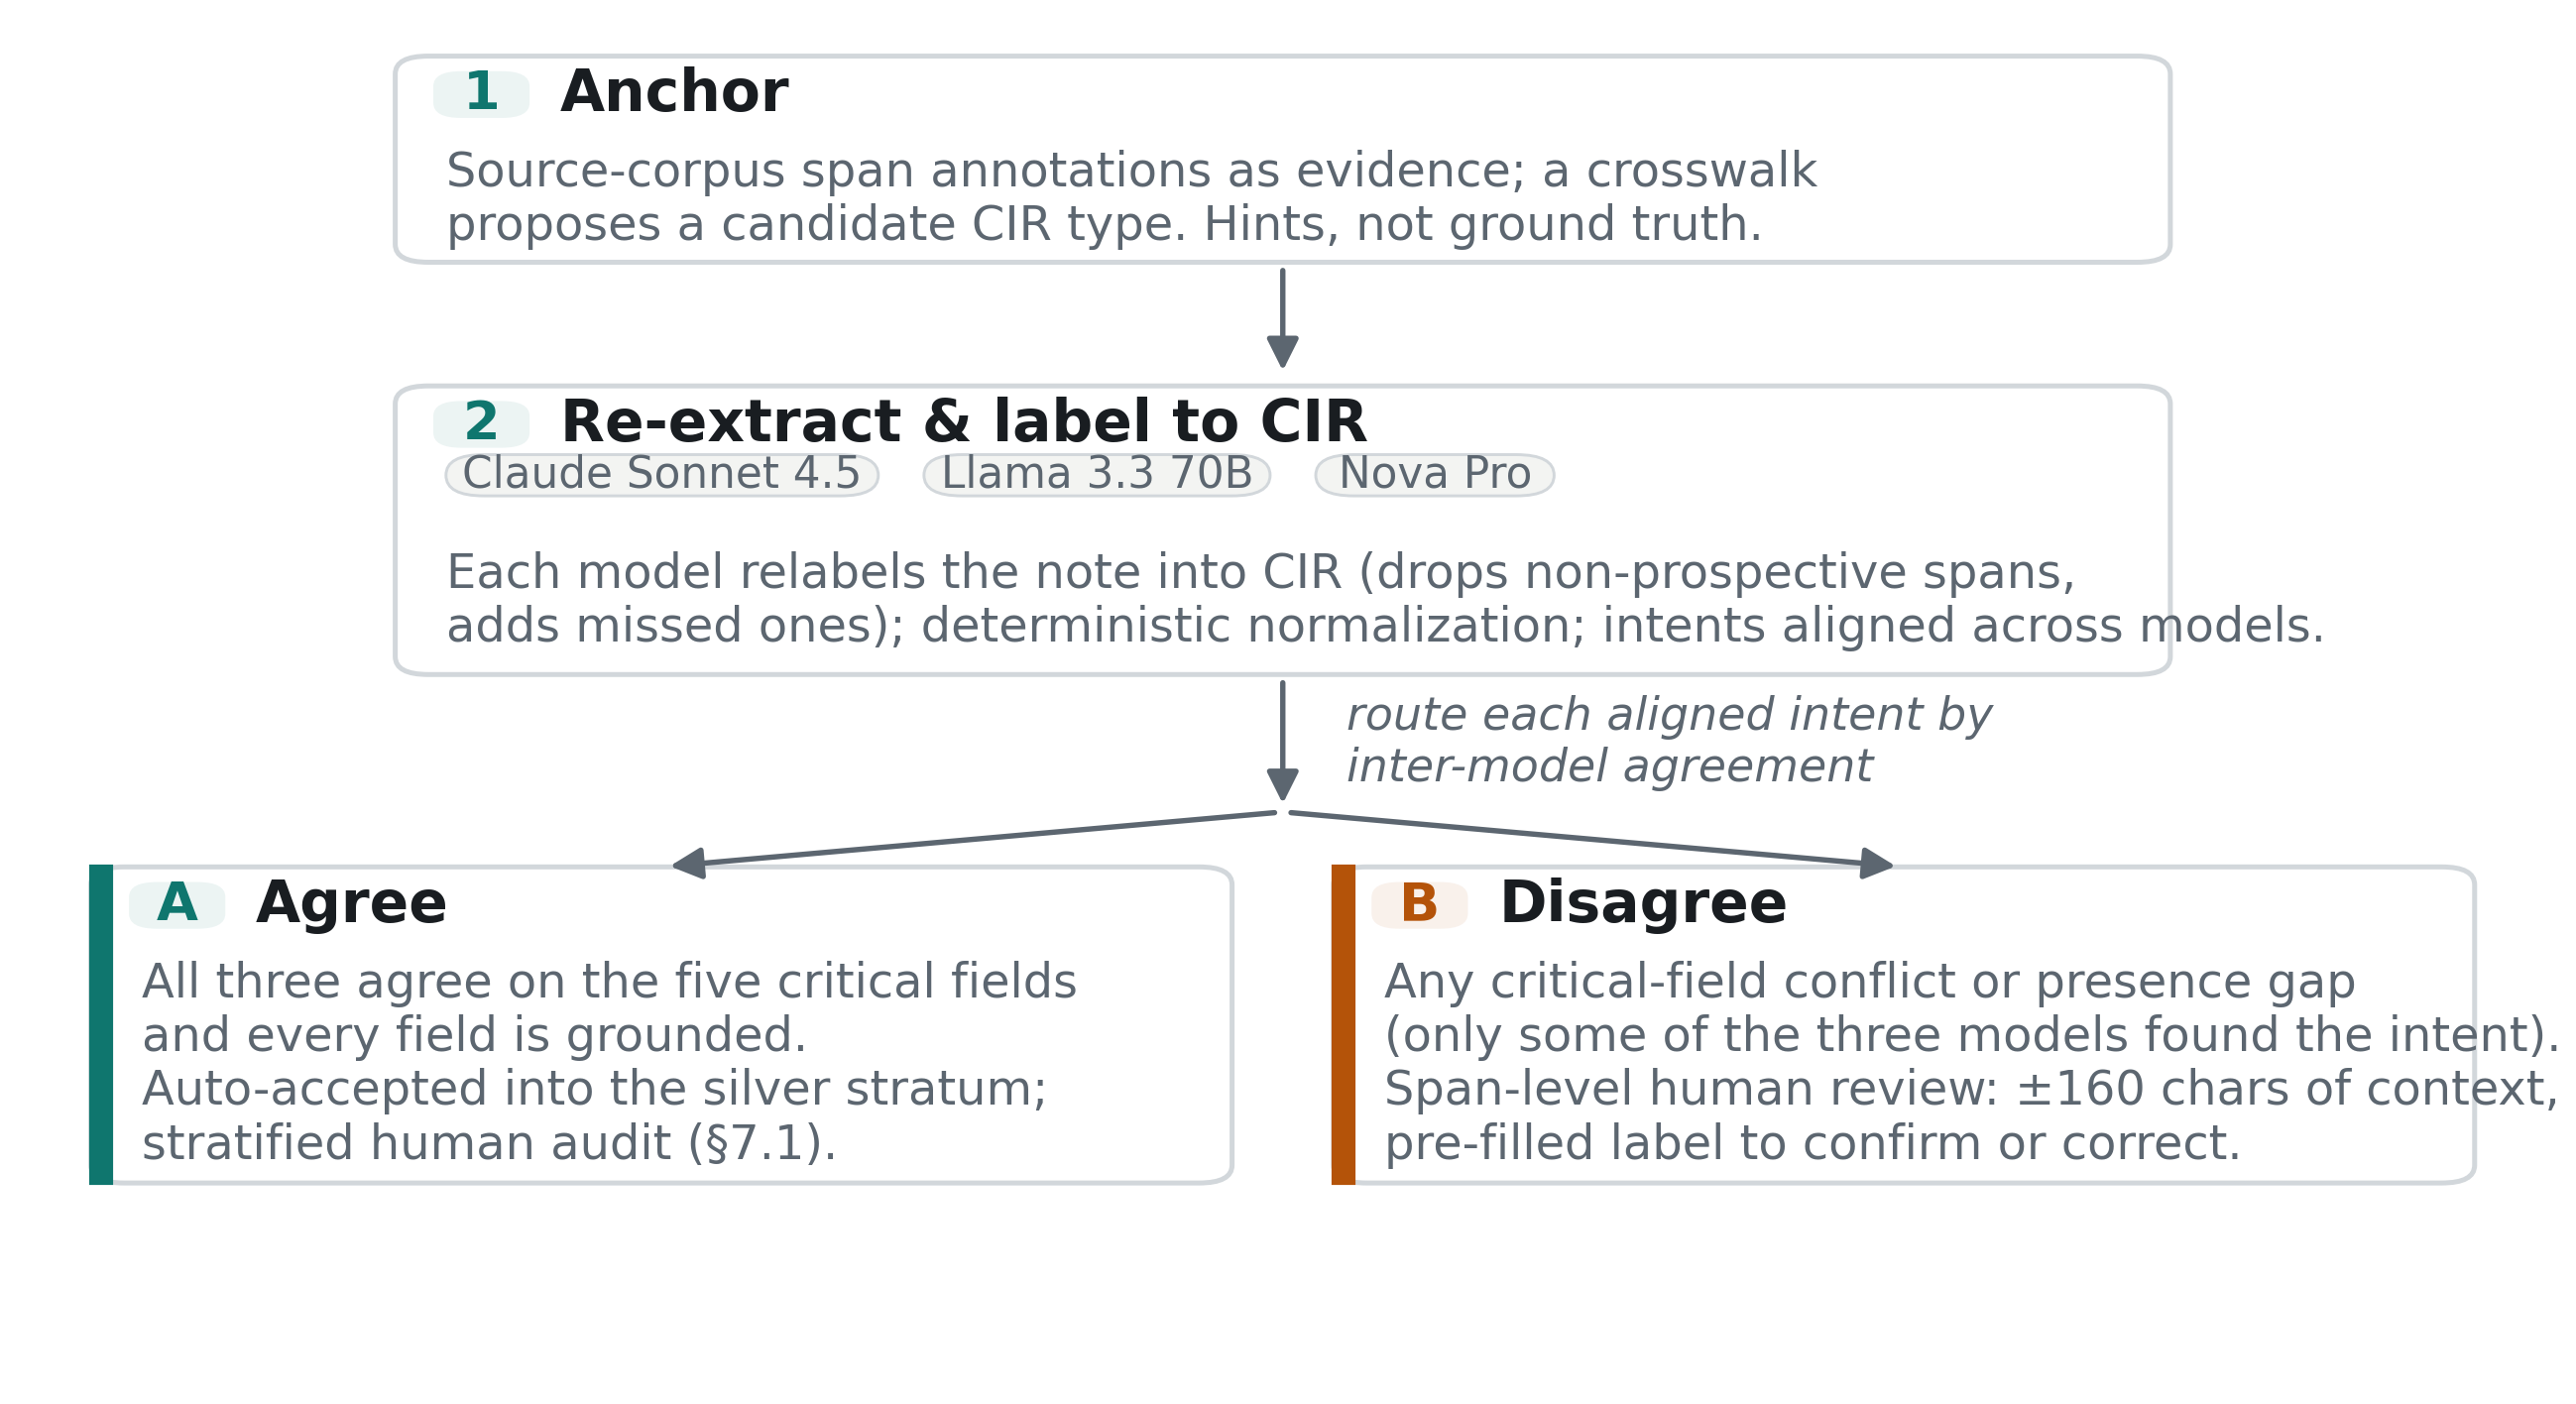 1 Anchor
Source-corpus span annotations as evidence; a crosswalk
proposes a candidate CIR type. Hints, not ground truth.
2 Re-extract & label to CIR
Claude Sonnet 4.5 Llama 3.3 70B Nova Pro
Each model relabels the note into CIR (drops non-prospective spans,
adds missed ones); deterministic normalization; intents aligned across models.
route each aligned intent by
inter-model agreement
A Agree
All three agree on the five critical fields
and every field is grounded.
Auto-accepted into the silver stratum;
stratified human audit (§7.1).
B Disagree
Any critical-field conflict or presence gap
(only some of the three models found the intent).
Span-level human review: ±160 chars of context,
pre-filled label to confirm or correct.